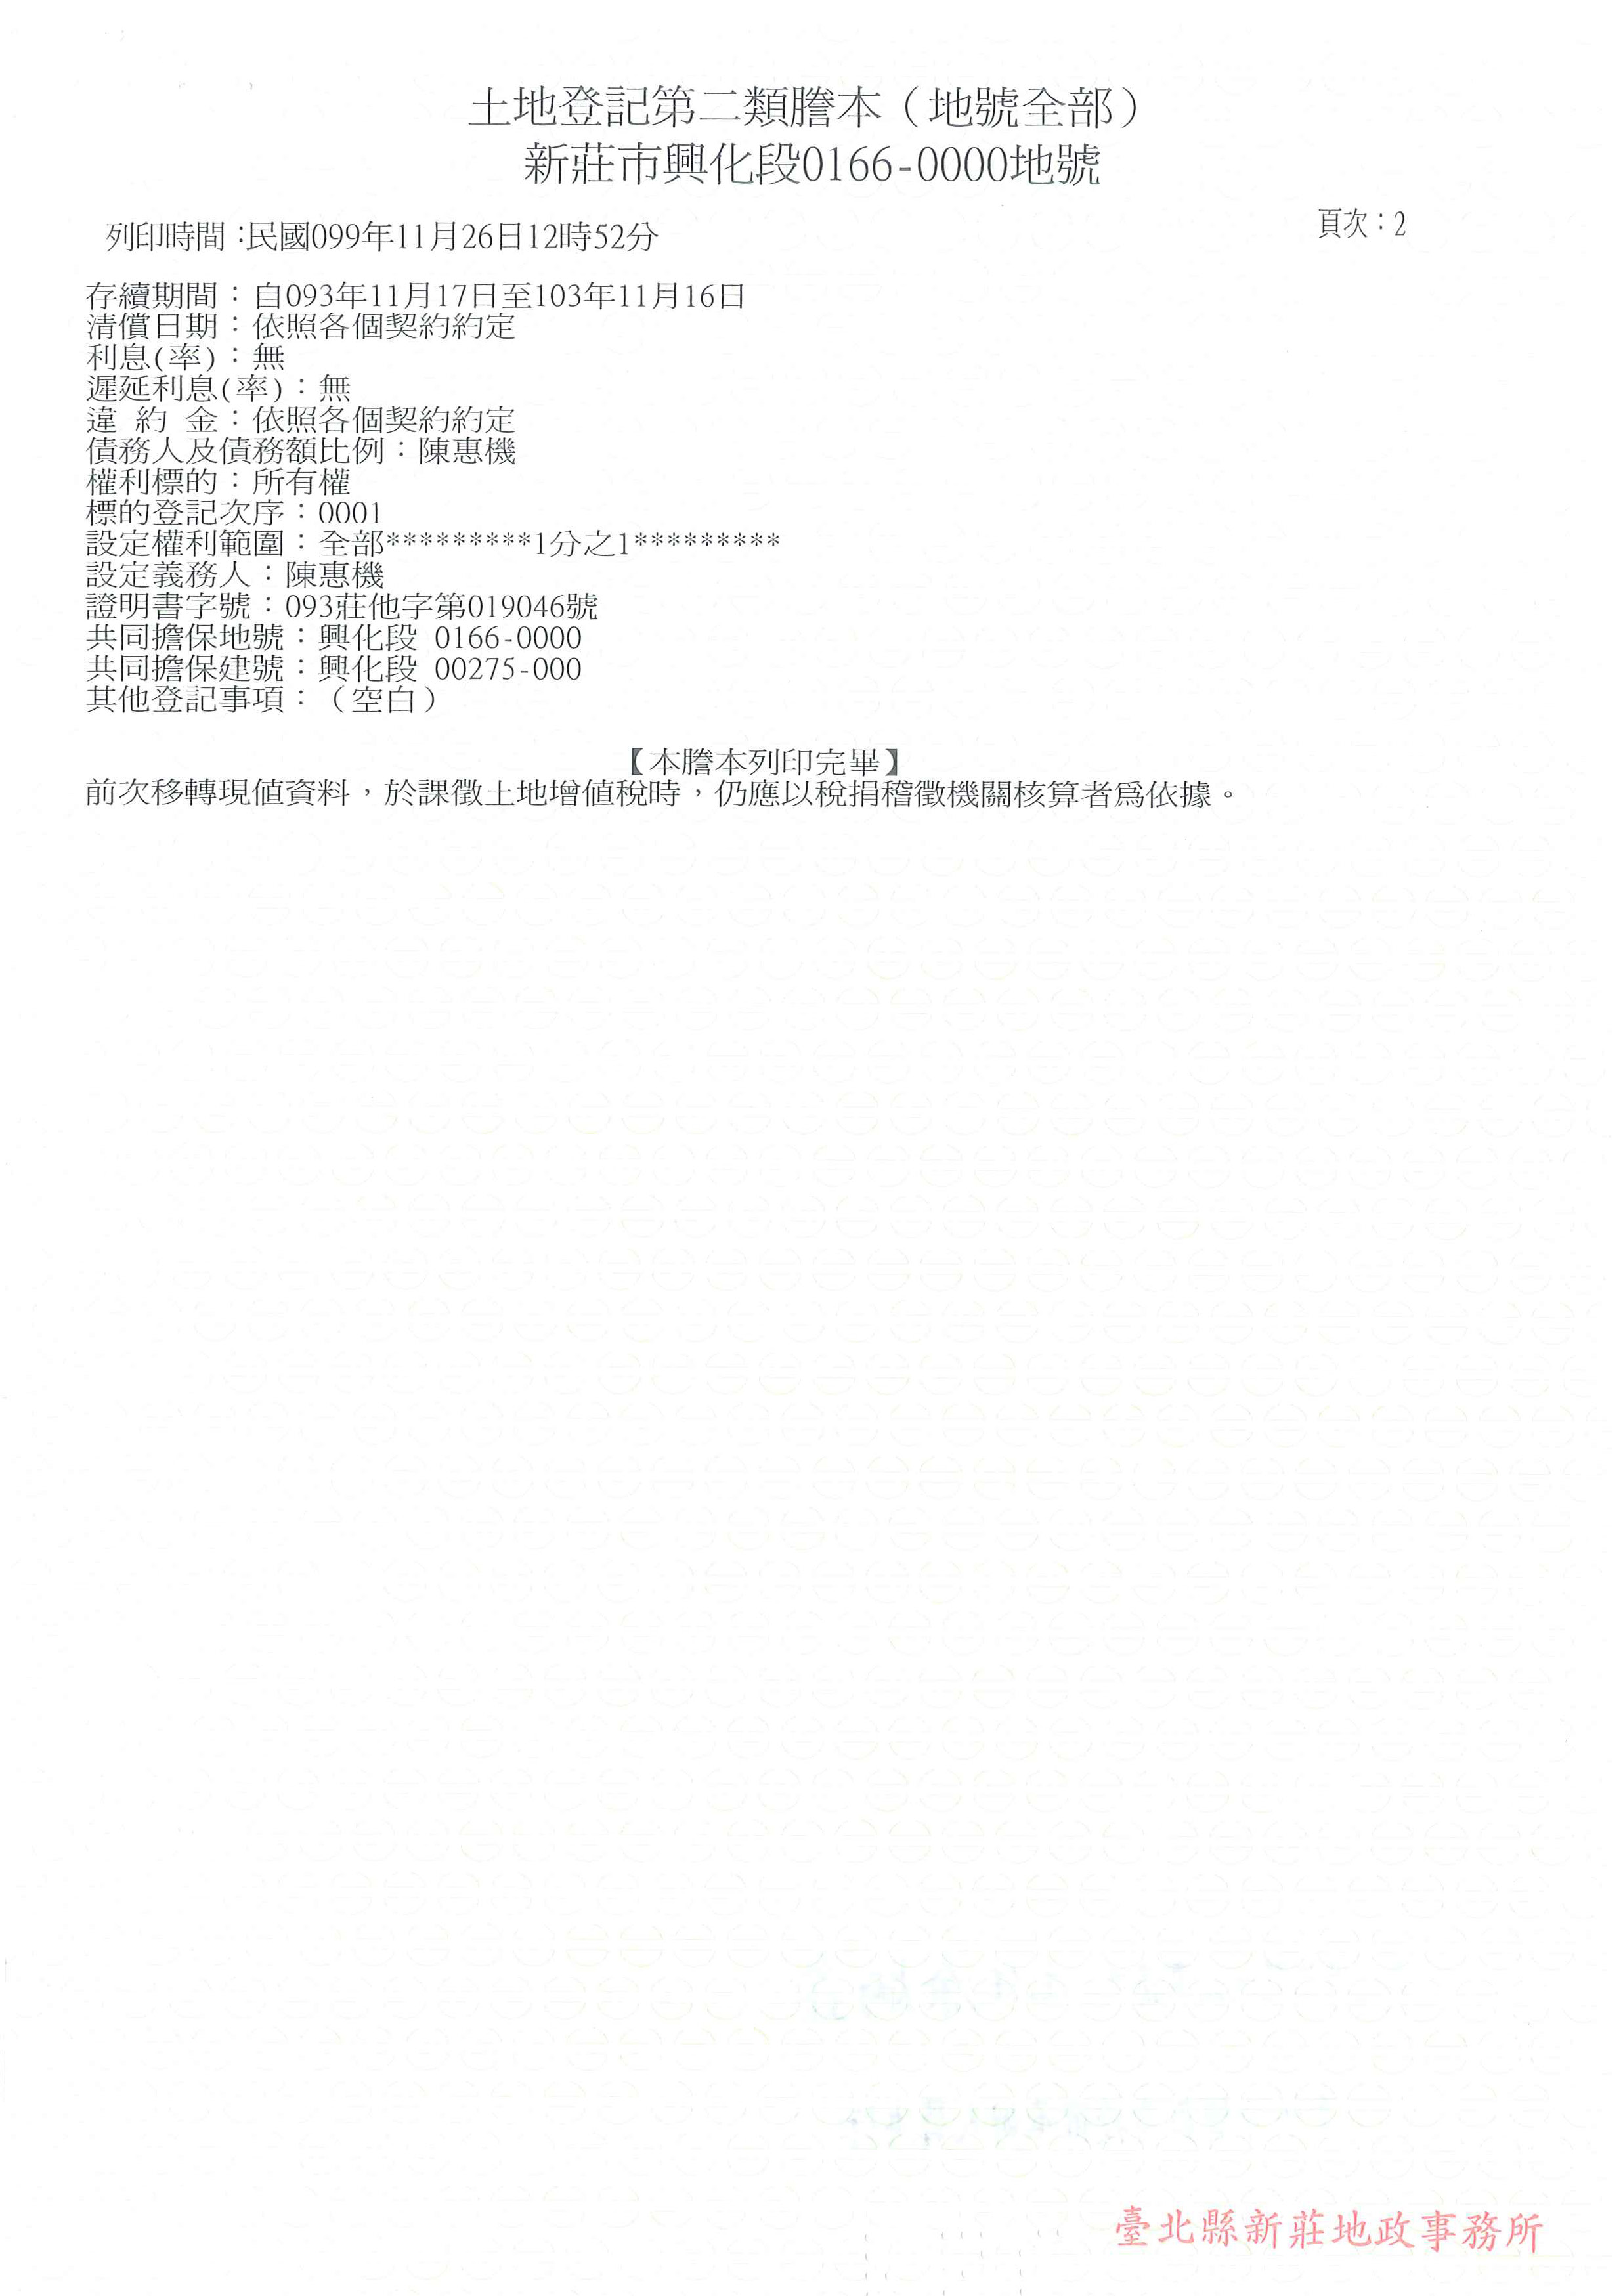 土地登記第二類謄本（地號全部）
新莊市興化段0166-0000地號
列印時間：民國099年11月26日12時52分
頁次：2
存續期間：自093年11月17日至103年11月16日
清償日期：依照各個契約約定
利息(率)：無
遲延利息(率)：無
違 約 金：依照各個契約約定
債務人及債務額比例：陳惠機
權利標的：所有權
標的登記次序：0001
設定權利範圍：全部*********1分之1*********
設定義務人：陳惠機
證明書字號：093莊他字第019046號
共同擔保地號：興化段 0166-0000
共同擔保建號：興化段 00275-000
其他登記事項：（空白）
【本謄本列印完畢】
前次移轉現值資料，於課徵土地增值稅時，仍應以稅捐稽徵機關核算者為依據。
臺北縣新莊地政事務所